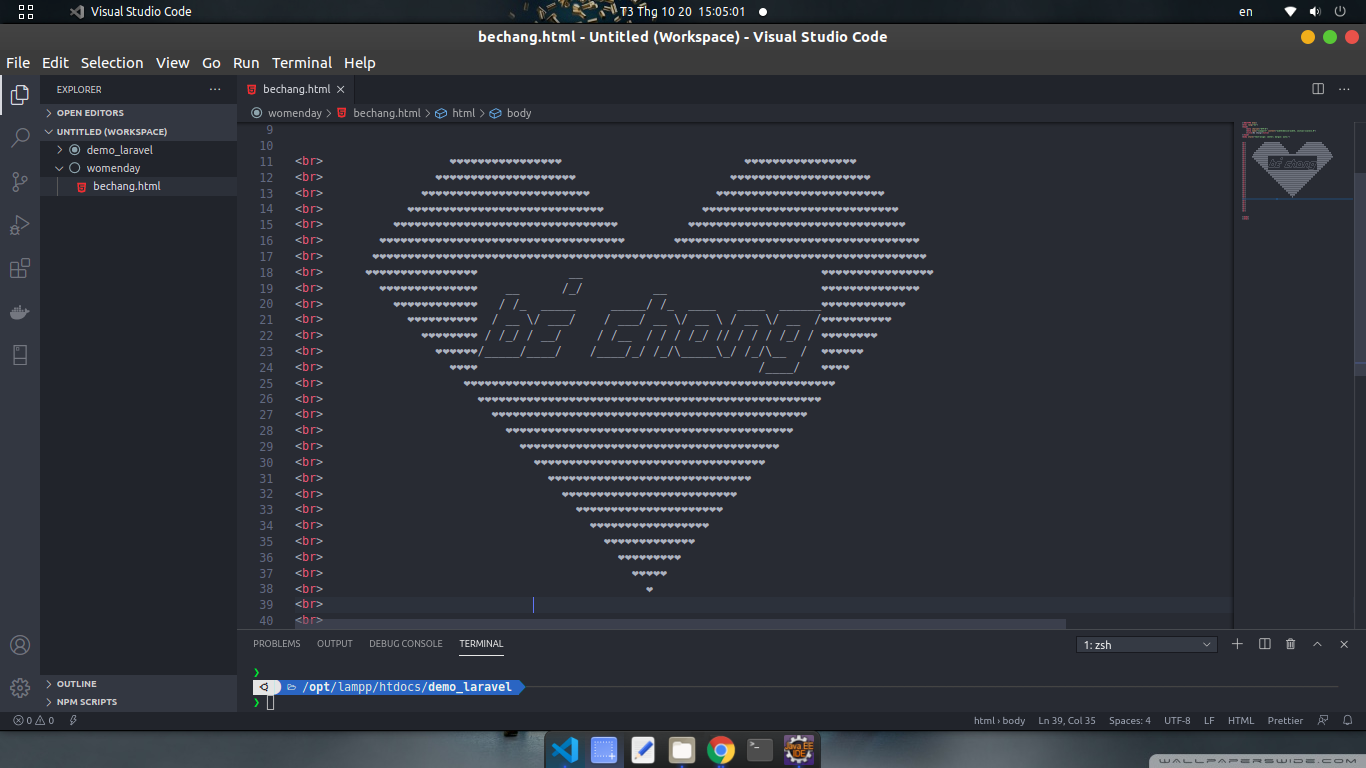 Visual Studio Code
T3 Thg 10 20 15:05:01
en
bechang.html - Untitled (Workspace) - Visual Studio Code
File Edit Selection View Go Run Terminal Help
EXPLORER
OPEN EDITORS
UNTITLED (WORKSPACE)
demo_laravel
womenday
bechang.html
OUTLINE
NPM SCRIPTS
bechang.html
womenday > bechang.html > html > body
9
10
11 <br>
12 <br>
13 <br>
14 <br>
15 <br>
16 <br>
17 <br>
18 <br>
19 <br>
20 <br>
21 <br>
22 <br>
23 <br>
24 <br>
25 <br>
26 <br>
27 <br>
28 <br>
29 <br>
30 <br>
31 <br>
32 <br>
33 <br>
34 <br>
35 <br>
36 <br>
37 <br>
38 <br>
39 <br>
40 <br>
bé chang
PROBLEMS OUTPUT DEBUG CONSOLE TERMINAL
1: zsh
/opt/lampp/htdocs/demo_laravel
0 0
html › body Ln 39, Col 35 Spaces: 4 UTF-8 LF HTML Prettier
Java EE
IDE
WALLPAPERSWIDE.COM